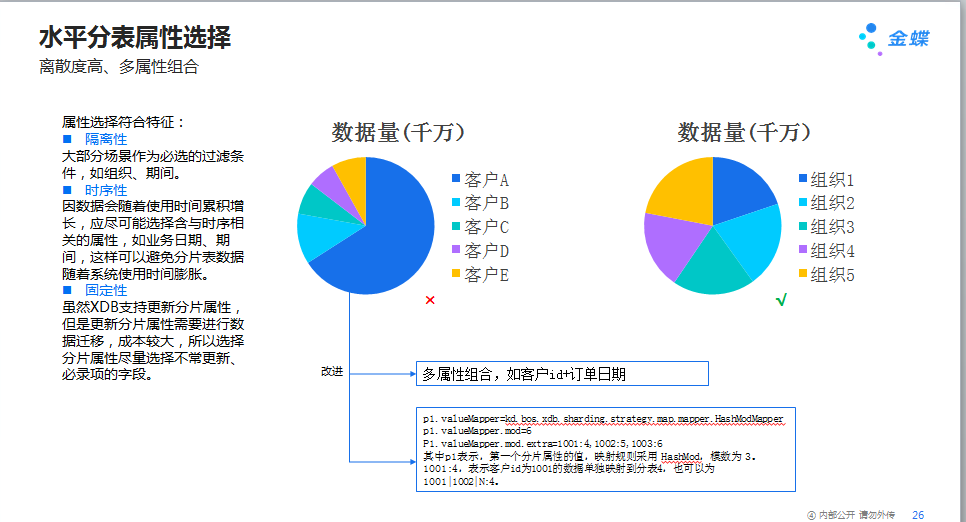 水平分表属性选择
离散度高、多属性组合
金蝶
属性选择符合特征：
隔离性
大部分场景作为必选的过滤条
件，如组织、期间。
时序性
因数据会随着使用时间累积增
长，应尽可能选择含与时序相
关的属性，如业务日期、期
间，这样可以避免分片表数据
随着系统使用时间膨胀。
固定性
虽然XDB支持更新分片属性，
但是更新分片属性需要进行数
据迁移，成本较大，所以选择
分片属性尽量选择不常更新、
必录项的字段。
数据量(千万)
客户A
客户B
客户C
客户D
客户E
×
数据量(千万)
组织1
组织2
组织3
组织4
组织5
√
改进
多属性组合，如客户id+订单日期
p1.valueMapper=kd.bos.xdb.sharding.strategy.map.mapper.HashModMapper
p1.valueMapper.mod=6
P1.valueMapper.mod.extra=1001:4,1002:5,1003:6
其中p1表示，第一个分片属性的值，映射规则采用 HashMod，模数为 3。
1001:4，表示客户id为1001的数据单独映射到分表4，也可以为
1001|1002|N:4。
④ 内部公开 请勿外传
26